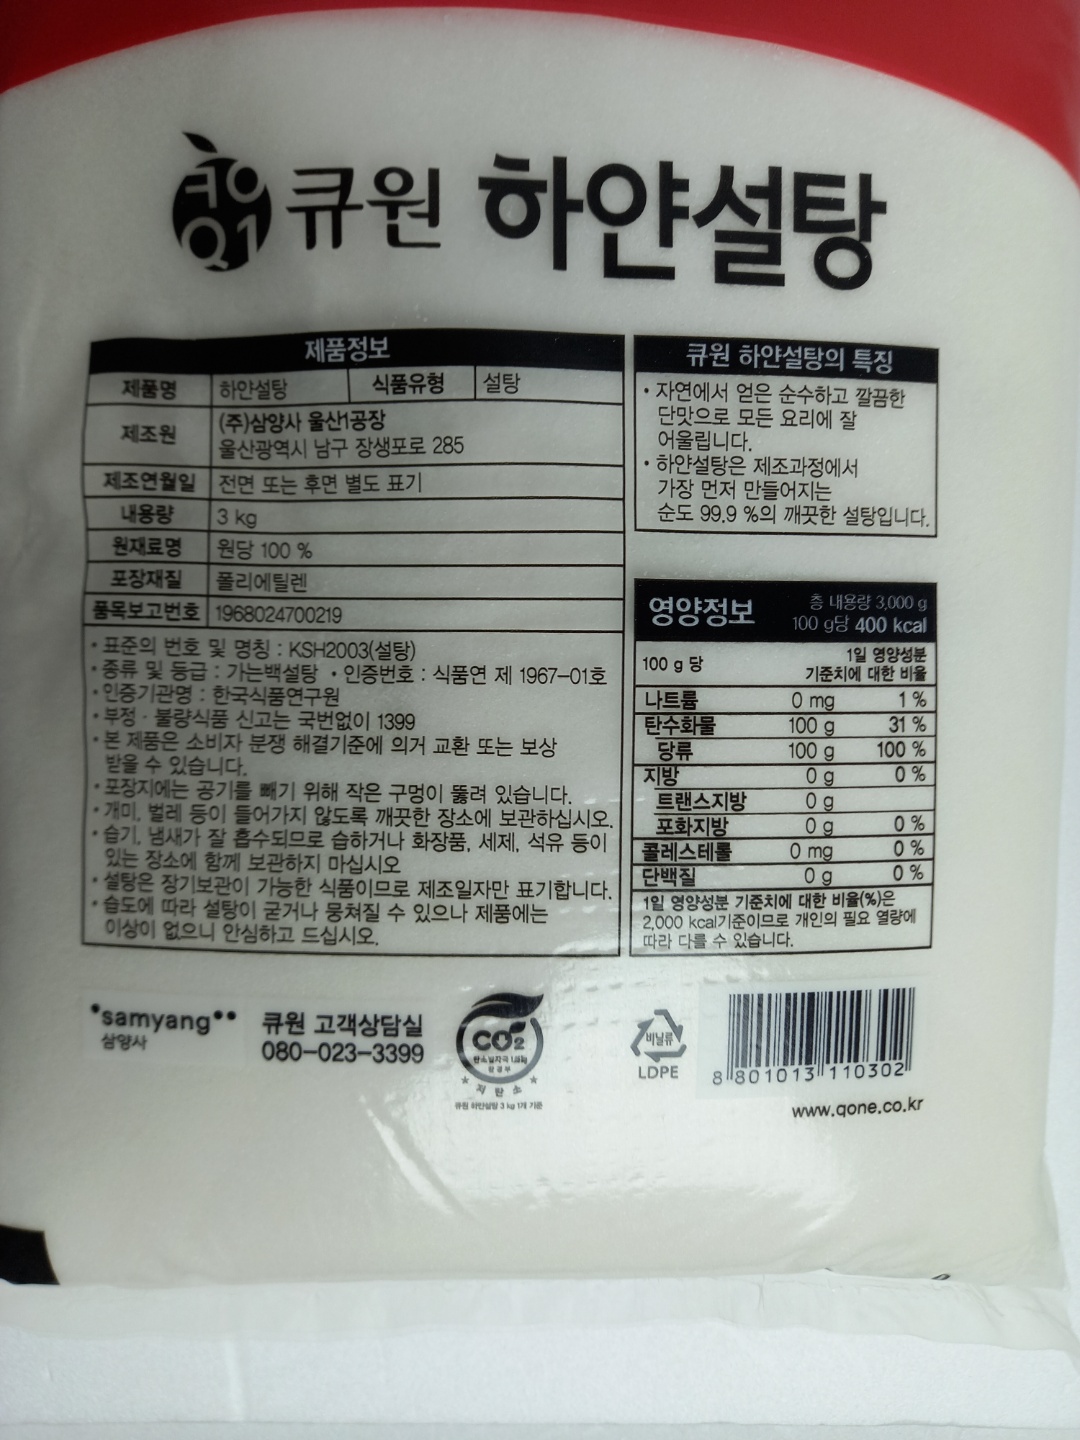 큐원
Q1
큐원 하얀설탕
제품정보
제품명 하얀설탕 식품유형 설탕
제조원 (주)삼양사 울산1공장
울산광역시 남구 장생포로 285
제조연월일 전면 또는 후면 별도 표기
내용량 3 kg
원재료명 원당 100 %
포장재질 폴리에틸렌
품목보고번호 1968024700219
• 표준의 번호 및 명칭 : KSH2003(설탕)
• 종류 및 등급 : 가는백설탕 • 인증번호 : 식품연 제 1967-01호
• 인증기관명 : 한국식품연구원
• 부정 · 불량식품 신고는 국번없이 1399
• 본 제품은 소비자 분쟁 해결기준에 의거 교환 또는 보상
받을 수 있습니다.
• 포장지에는 공기를 빼기 위해 작은 구멍이 뚫려 있습니다.
• 개미, 벌레 등이 들어가지 않도록 깨끗한 장소에 보관하십시오.
• 습기, 냄새가 잘 흡수되므로 습하거나 화장품, 세제, 석유 등이
있는 장소에 함께 보관하지 마십시오
• 설탕은 장기보관이 가능한 식품이므로 제조일자만 표기합니다.
• 습도에 따라 설탕이 굳거나 뭉쳐질 수 있으나 제품에는
이상이 없으니 안심하고 드십시오.
큐원 하얀설탕의 특징
• 자연에서 얻은 순수하고 깔끔한
단맛으로 모든 요리에 잘
어울립니다.
• 하얀설탕은 제조과정에서
가장 먼저 만들어지는
순도 99.9 %의 깨끗한 설탕입니다.
영양정보
총 내용량 3,000 g
100 g당 400 kcal
100 g 당 1일 영양성분
기준치에 대한 비율
나트륨 0 mg 1 %
탄수화물 100 g 31 %
당류 100 g 100 %
지방 0 g 0 %
트랜스지방 0 g
포화지방 0 g 0 %
콜레스테롤 0 mg 0 %
단백질 0 g 0 %
1일 영양성분 기준치에 대한 비율(%)은
2,000 kcal기준이므로 개인의 필요 열량에
따라 다를 수 있습니다.
samyang
삼양사
큐원 고객상담실
080-023-3399
CO2
환경부
저탄소
큐원 하얀설탕 3 kg 1개 기준
비닐류
LDPE
8 801013 110302
www.qone.co.kr